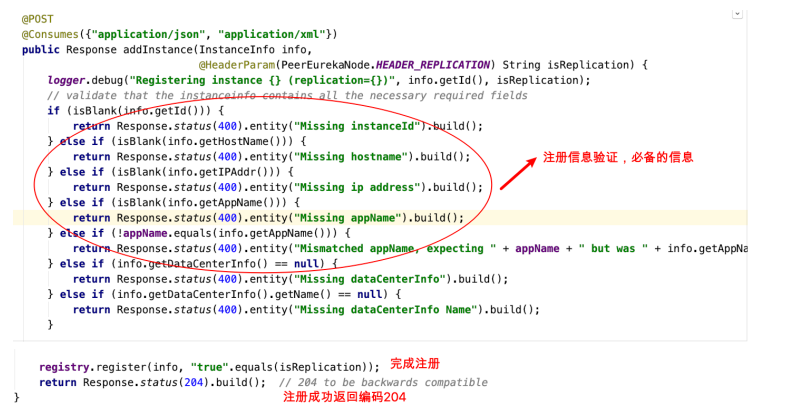 @POST
@Consumes({"application/json", "application/xml"})
public Response addInstance(InstanceInfo info,
@HeaderParam(PeerEurekaNode.HEADER_REPLICATION) String isReplication) {
logger.debug("Registering instance {} (replication={})", info.getId(), isReplication);
// validate that the instanceinfo contains all the necessary required fields
if (isBlank(info.getId())) {
return Response.status(400).entity("Missing instanceId").build();
} else if (isBlank(info.getHostName())) {
return Response.status(400).entity("Missing hostname").build();
} else if (isBlank(info.getIPAddr())) {
return Response.status(400).entity("Missing ip address").build();
} else if (isBlank(info.getAppName())) {
return Response.status(400).entity("Missing appName").build();
} else if (!appName.equals(info.getAppName())) {
return Response.status(400).entity("Mismatched appName, expecting " + appName + " but was " + info.getAppNa
} else if (info.getDataCenterInfo() == null) {
return Response.status(400).entity("Missing dataCenterInfo").build();
} else if (info.getDataCenterInfo().getName() == null) {
return Response.status(400).entity("Missing dataCenterInfo Name").build();
}
注册信息验证，必备的信息
registry.register(info, "true".equals(isReplication)); 完成注册
return Response.status(204).build(); // 204 to be backwards compatible
注册成功返回编码204
}